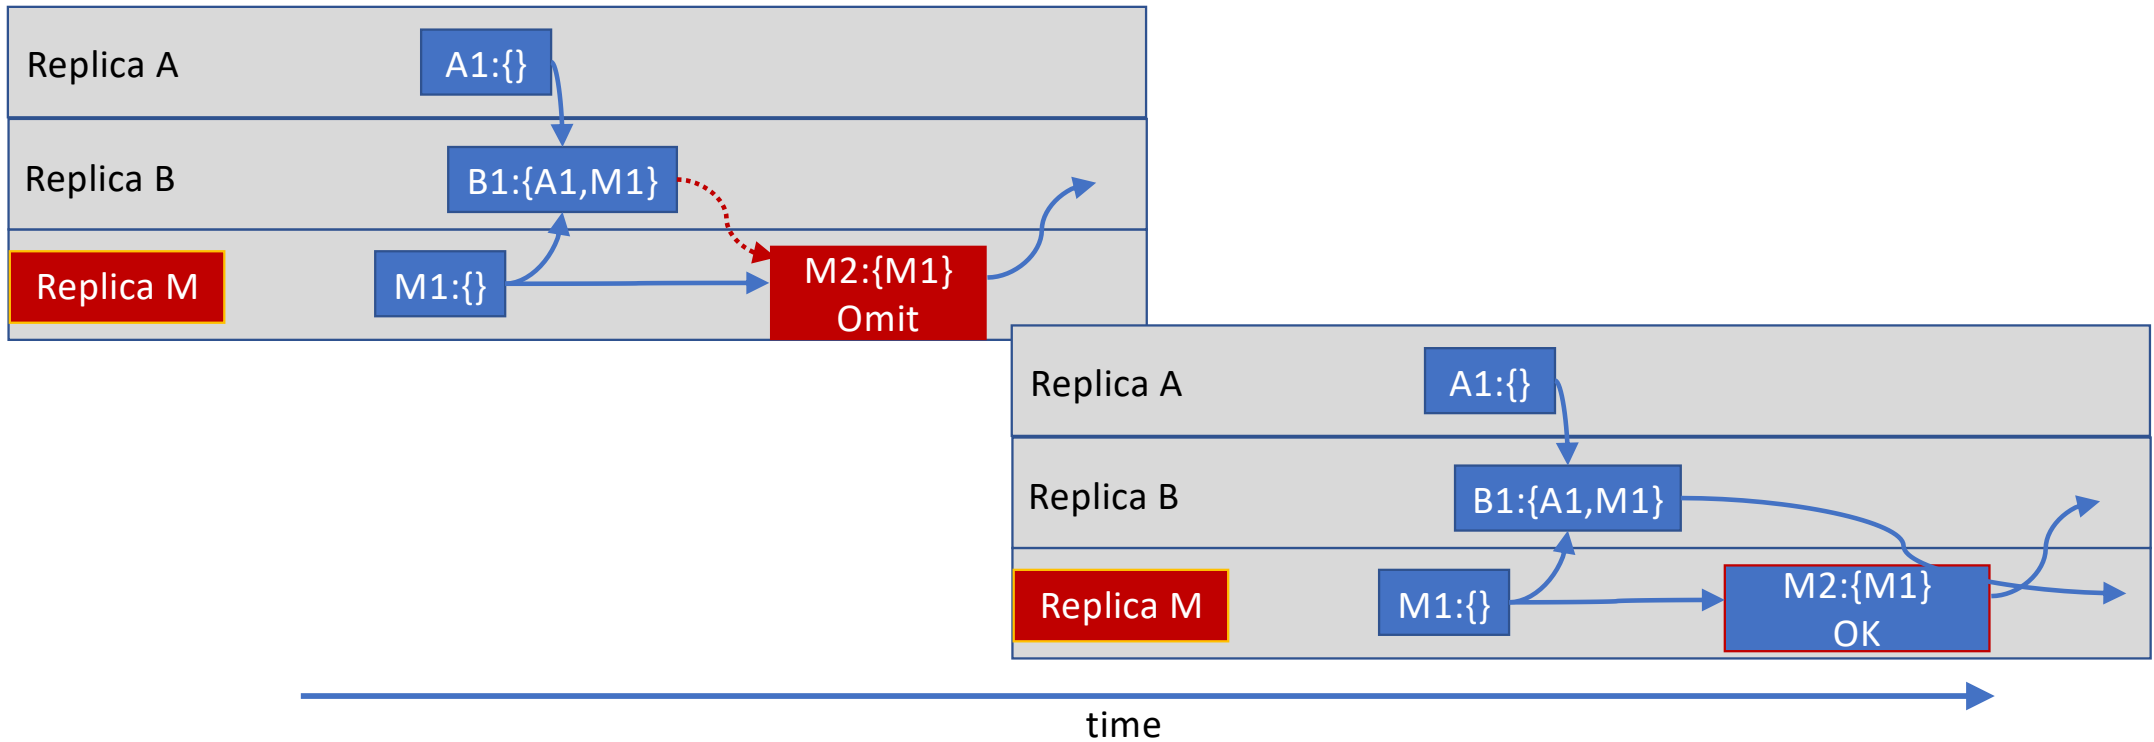 Replica A
A1:{}
Replica B
B1:{A1,M1}
Replica M
M1:{}
M2:{M1}
Omit
Replica A
A1:{}
Replica B
B1:{A1,M1}
Replica M
M1:{}
M2:{M1}
OK
time